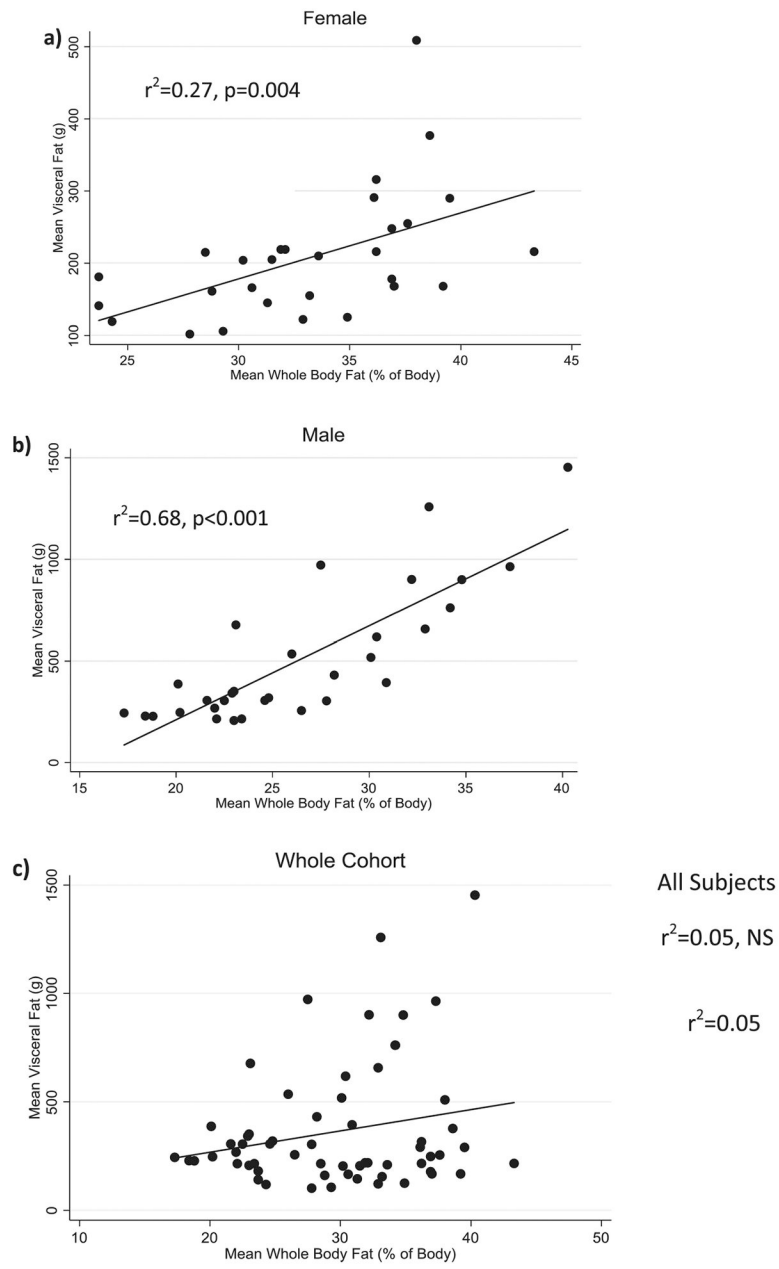 Female
a)
r²=0.27, p=0.004
Mean Visceral Fat (g)
500
400
300
200
100
25 30 35 40 45
Mean Whole Body Fat (% of Body)
Male
b)
r²=0.68, p<0.001
Mean Visceral Fat (g)
1500
1000
500
0
15 20 25 30 35 40
Mean Whole Body Fat (% of Body)
Whole Cohort
c)
Mean Visceral Fat (g)
1500
1000
500
0
10 20 30 40 50
Mean Whole Body Fat (% of Body)
All Subjects
r²=0.05, NS
r²=0.05